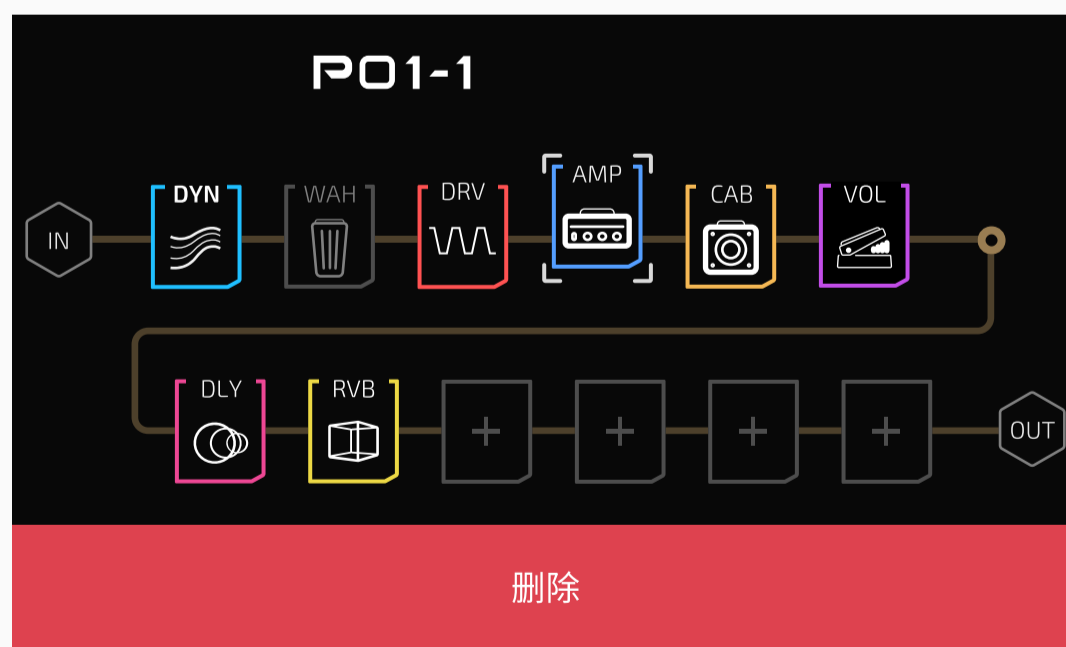 P01-1
IN
DYN
WAH
DRV
AMP
CAB
VOL
DLY
RVB
OUT
删除